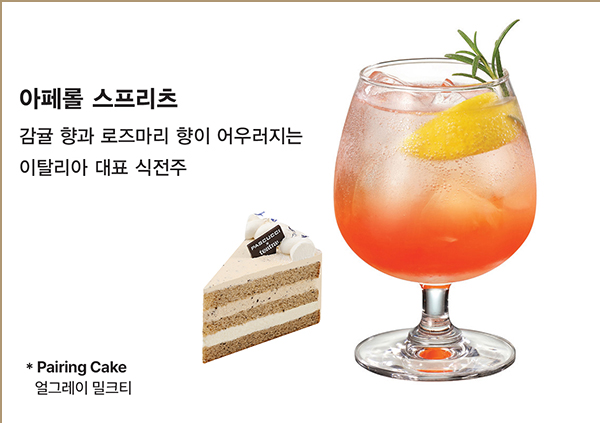 아페롤 스프리츠
감귤 향과 로즈마리 향이 어우러지는
이탈리아 대표 식전주
PASCUCCI
* Pairing Cake
얼그레이 밀크티